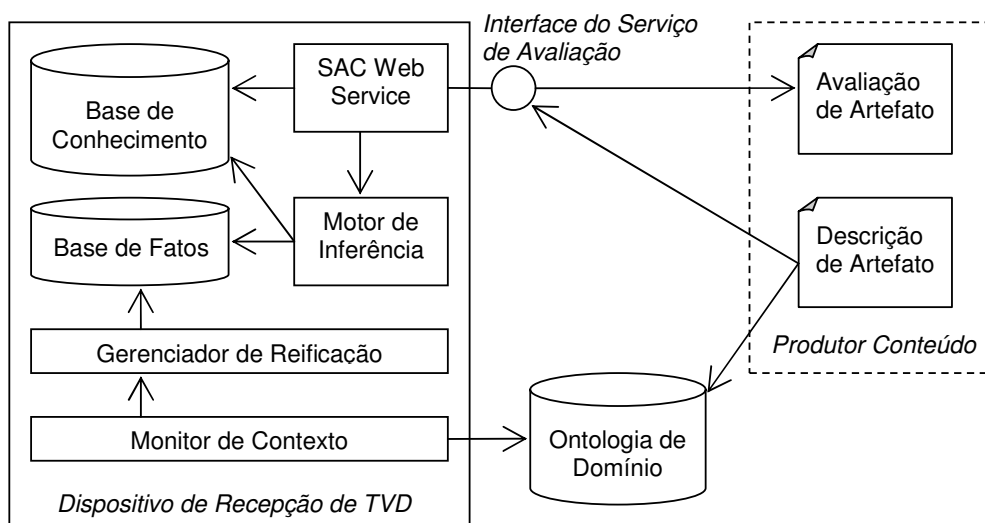 Interface do Serviço
de Avaliação
SAC Web
Service
Base de
Conhecimento
Avaliação
de Artefato
Motor de
Inferência
Base de Fatos
Descrição
de Artefato
Gerenciador de Reificação
Produtor Conteúdo
Monitor de Contexto
Ontologia de
Domínio
Dispositivo de Recepção de TVD